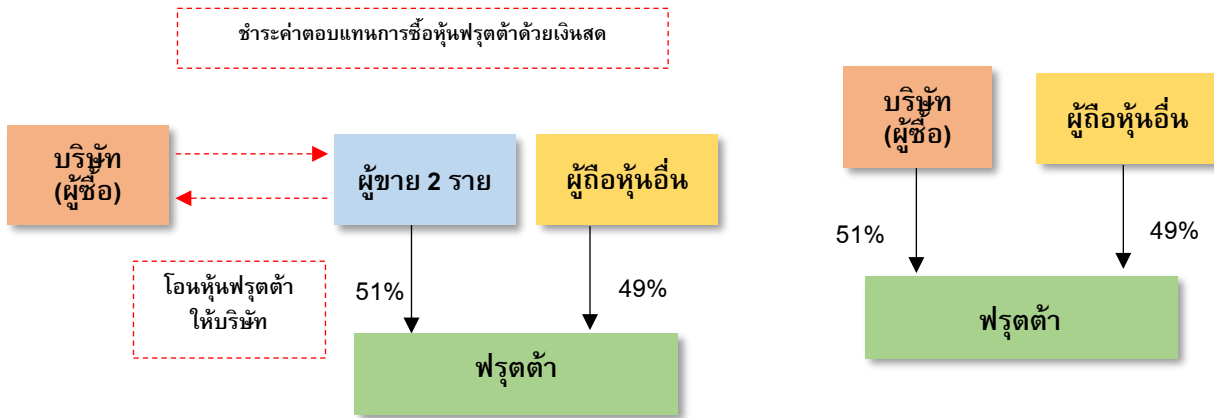 ชำระค่าตอบแทนการซื้อหุ้นฟรุตต้าด้วยเงินสด
บริษัท
(ผู้ซื้อ)
ผู้ขาย 2 ราย
ผู้ถือหุ้นอื่น
โอนหุ้นฟรุตต้า
ให้บริษัท
51%
49%
ฟรุตต้า
บริษัท
(ผู้ซื้อ)
ผู้ถือหุ้นอื่น
51%
49%
ฟรุตต้า